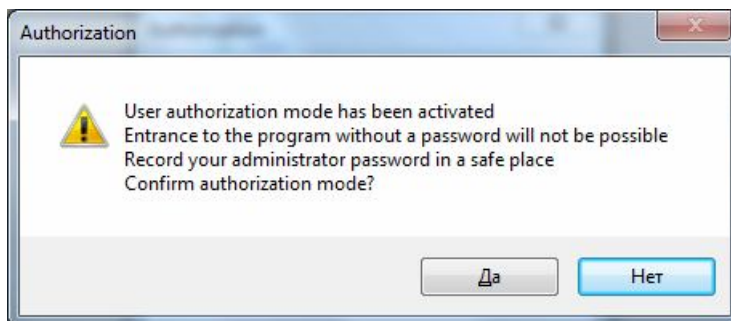 Authorization
User authorization mode has been activated
Entrance to the program without a password will not be possible
Record your administrator password in a safe place
Confirm authorization mode?
Да
Нет